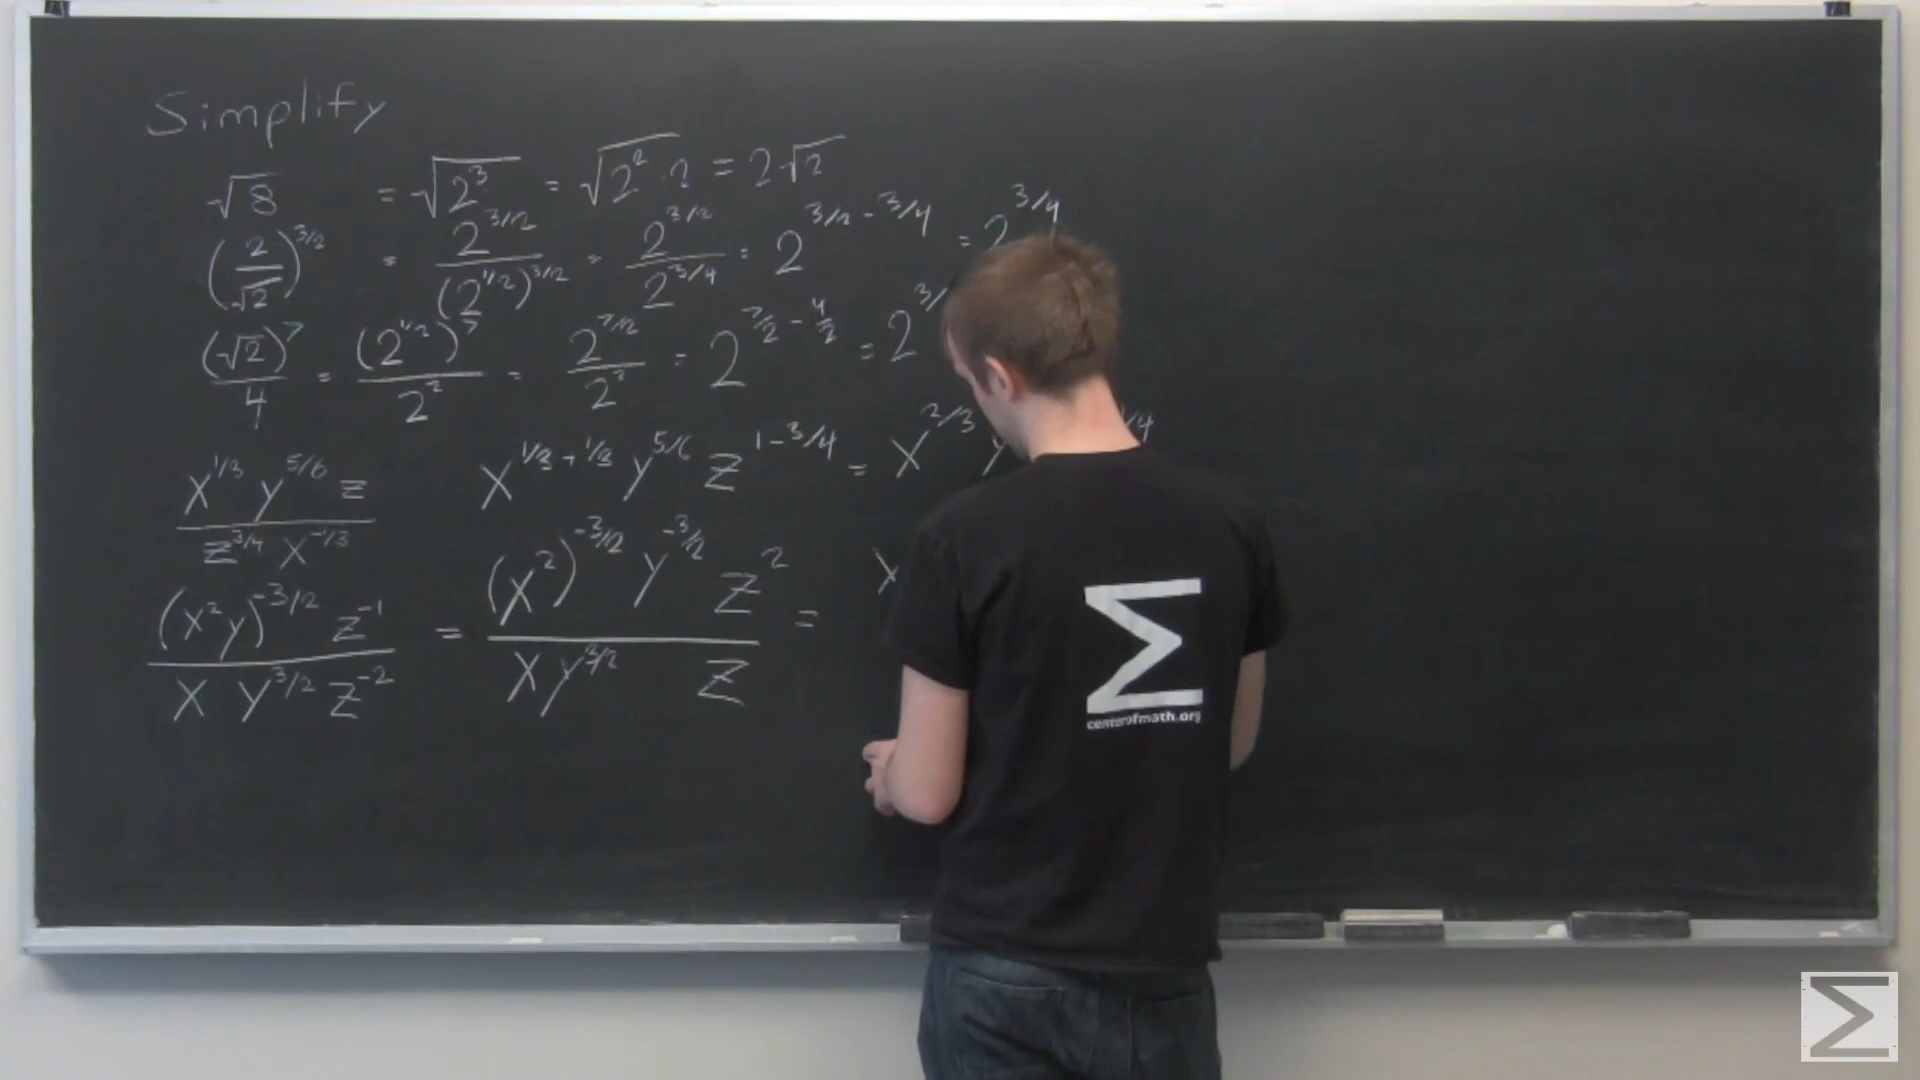 Simplify
√8 = √2³ = √2²·2 = 2√2
(2/√2)^3/2 = 2^3/2 / (2^1/2)^3/2 = 2^3/2 / 2^3/4 = 2^3/2-3/4 = 2^3/4
(√2)^7 / 4 = (2^1/2)^7 / 2² = 2^7/2 / 2² = 2^7/2-4/2 = 2^3/
x^1/3 y^5/6 z / z^3/4 x^-1/3 x^1/3+1/3 y^5/6 z^1-3/4 = x^2/3 y 1/4
(x²y)^-3/2 z^-1 / x y^3/2 z^-2 = (x²)^-3/2 y^-3/2 z² / x y^3/2 z = x
Σ
centerofmath.org
Σ